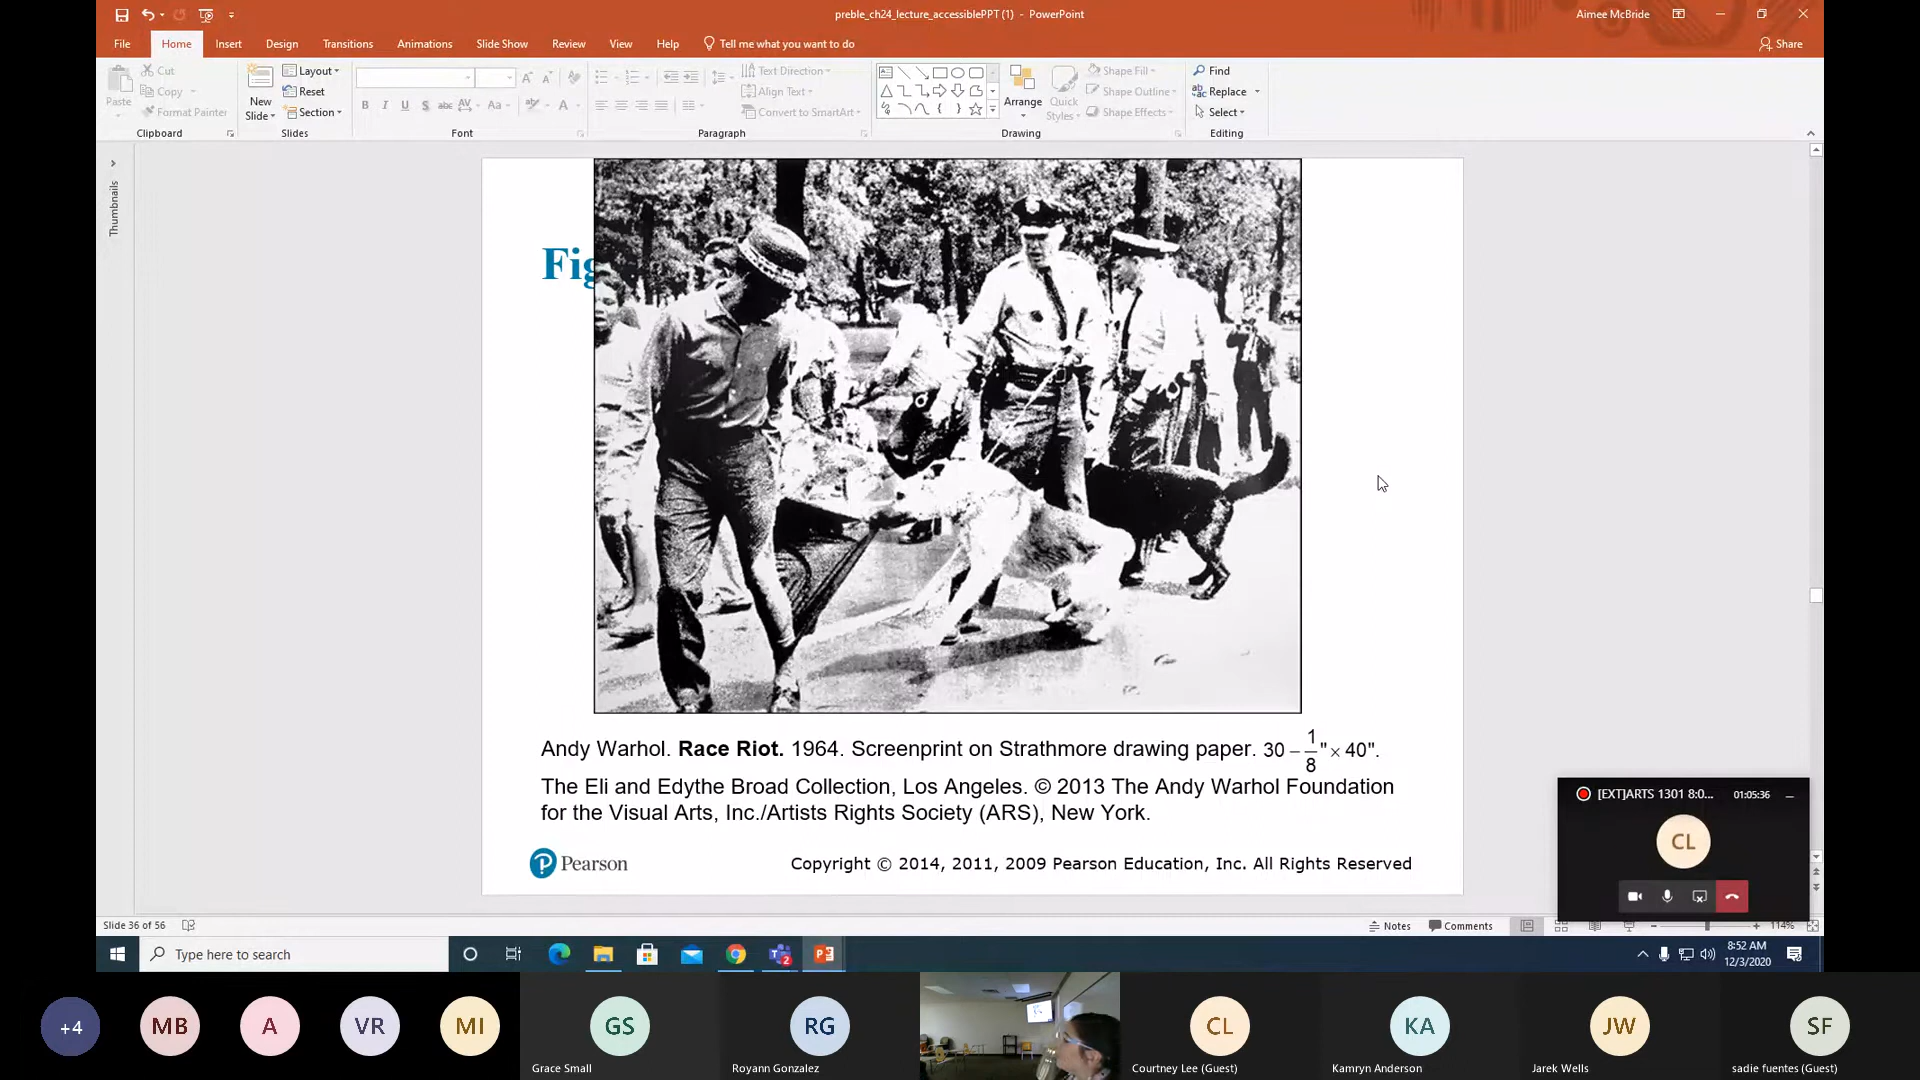 preble_ch24_lecture_accessiblePPT (1) - PowerPoint
Aimee McBride
File Home Insert Design Transitions Animations Slide Show Review View Help Tell me what you want to do
Share
Cut
Copy
Format Painter
Paste
Clipboard
New
Slide
Layout
Reset
Section
Slides
B I U S abc AV Aa A
Font
Text Direction
Align Text
Convert to SmartArt
Paragraph
Arrange
Quick
Styles
Shape Fill
Shape Outline
Shape Effects
Drawing
Find
Replace
Select
Editing
Thumbnails
Fig
Andy Warhol. Race Riot. 1964. Screenprint on Strathmore drawing paper. 30 – 1/8" × 40".
The Eli and Edythe Broad Collection, Los Angeles. © 2013 The Andy Warhol Foundation
for the Visual Arts, Inc./Artists Rights Society (ARS), New York.
Pearson
Copyright © 2014, 2011, 2009 Pearson Education, Inc. All Rights Reserved
[EXT]ARTS 1301 8:0... 01:05:36
CL
Slide 36 of 56
Notes
Comments
114%
Type here to search
2
8:52 AM
12/3/2020
+4 MB A VR MI GS RG CL KA JW SF
Grace Small
Royann Gonzalez
Courtney Lee (Guest)
Kamryn Anderson
Jarek Wells
sadie fuentes (Guest)